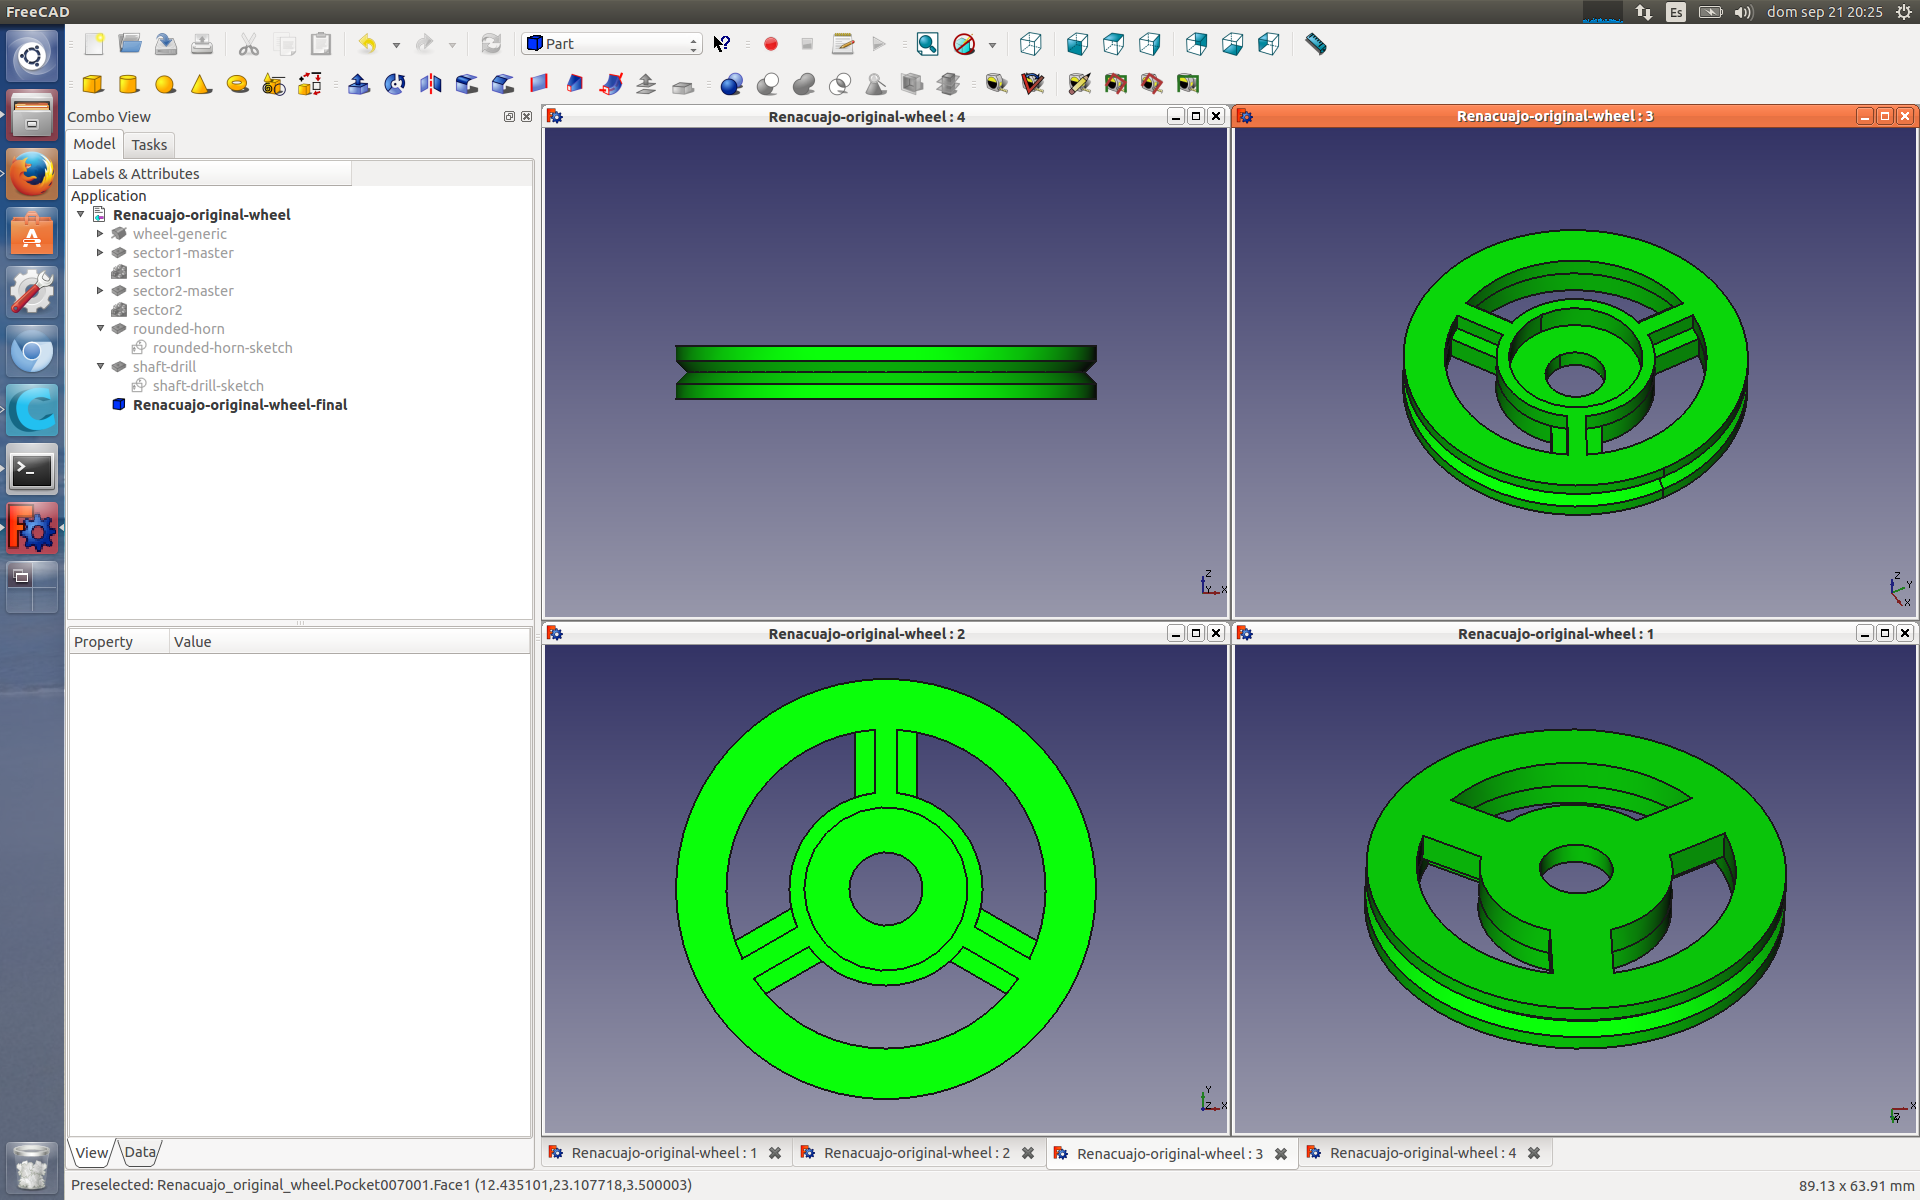 FreeCAD
Es
dom sep 21 20:25
Part
Combo View
Model
Tasks
Labels & Attributes
Application
Renacuajo-original-wheel
wheel-generic
sector1-master
sector1
sector2-master
sector2
rounded-horn
rounded-horn-sketch
shaft-drill
shaft-drill-sketch
Renacuajo-original-wheel-final
Property Value
View
Data
Renacuajo-original-wheel : 4
Z
Y
X
Renacuajo-original-wheel : 3
Z
Y
X
Renacuajo-original-wheel : 2
Y
Z
X
Renacuajo-original-wheel : 1
X
Z
Renacuajo-original-wheel : 1
Renacuajo-original-wheel : 2
Renacuajo-original-wheel : 3
Renacuajo-original-wheel : 4
Preselected: Renacuajo_original_wheel.Pocket007001.Face1 (12.435101,23.107718,3.500003)
89.13 x 63.91 mm